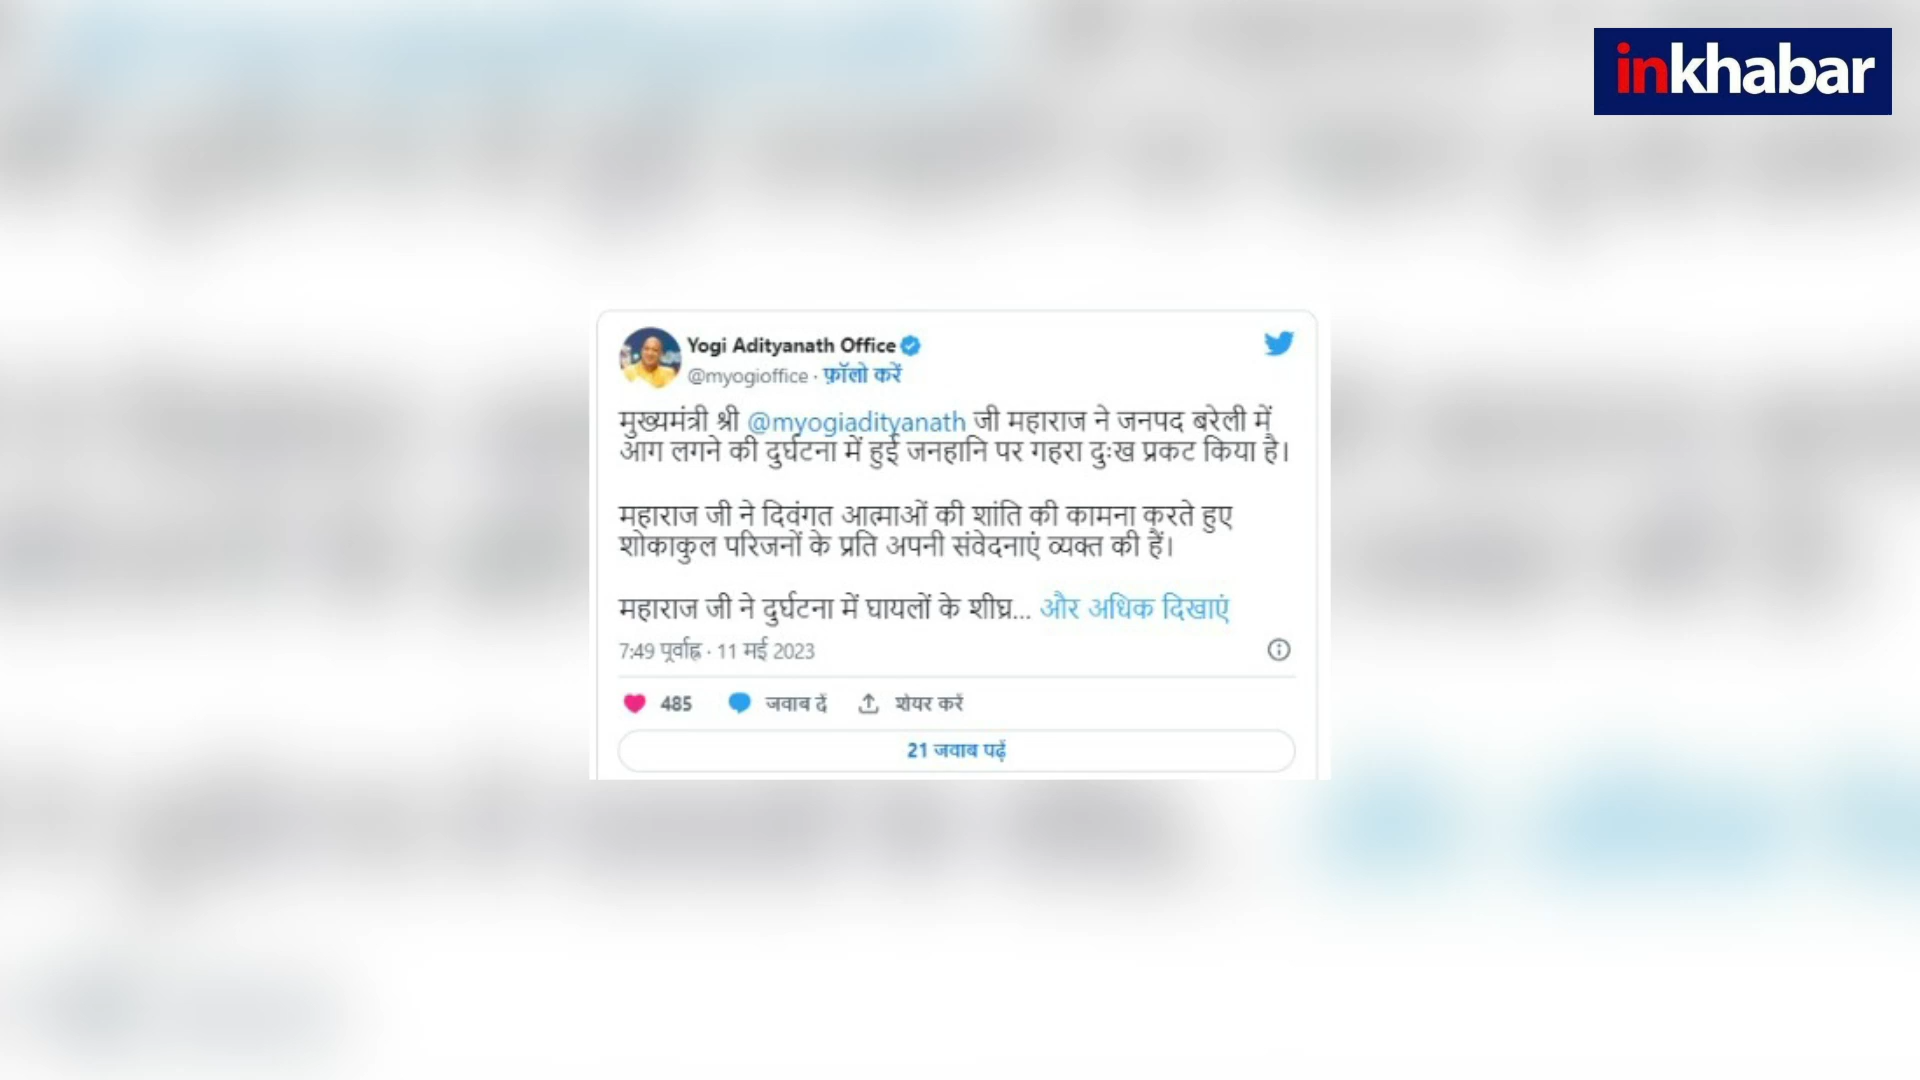 inkhabar
Yogi Adityanath Office
@myogioffice · फ़ॉलो करें
मुख्यमंत्री श्री @myogiadityanath जी महाराज ने जनपद बरेली में
आग लगने की दुर्घटना में हुई जनहानि पर गहरा दुःख प्रकट किया है।
महाराज जी ने दिवंगत आत्माओं की शांति की कामना करते हुए
शोकाकुल परिजनों के प्रति अपनी संवेदनाएं व्यक्त की हैं।
महाराज जी ने दुर्घटना में घायलों के शीघ्र... और अधिक दिखाएं
7:49 पूर्वाह्न · 11 मई 2023
485 जवाब दें शेयर करें
21 जवाब पढ़ें